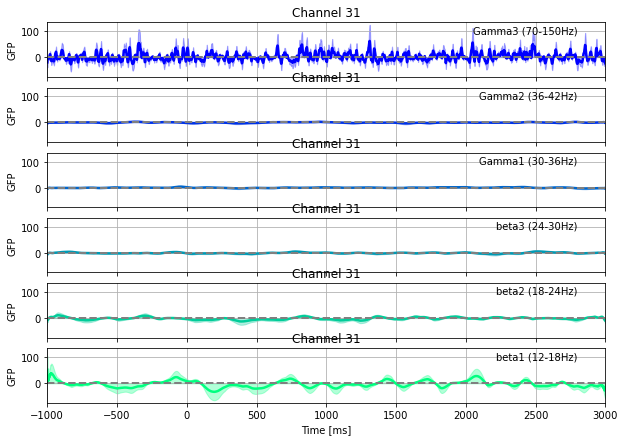 Channel 31
Gamma3 (70-150Hz)
GFP
100
0
Channel 31
Gamma2 (36-42Hz)
GFP
100
0
Channel 31
Gamma1 (30-36Hz)
GFP
100
0
Channel 31
beta3 (24-30Hz)
GFP
100
0
Channel 31
beta2 (18-24Hz)
GFP
100
0
Channel 31
beta1 (12-18Hz)
GFP
100
0
−1000 −500 0 500 1000 1500 2000 2500 3000
Time [ms]